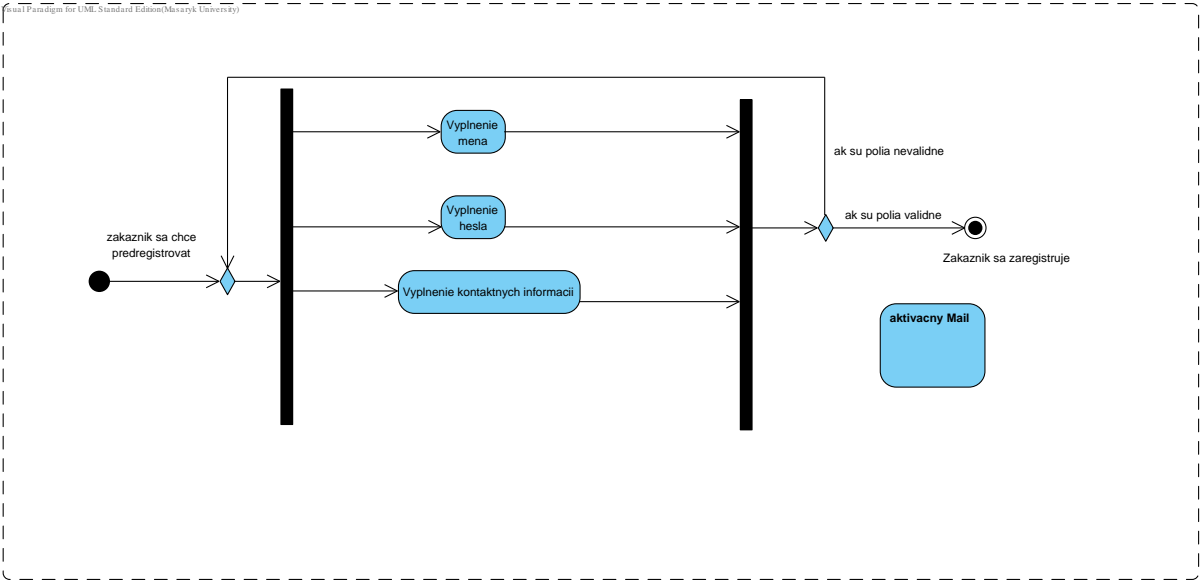 Visual Paradigm for UML Standard Edition(Masaryk University)
Vyplnenie
mena
ak su polia nevalidne
Vyplnenie
hesla
ak su polia validne
zakaznik sa chce
predregistrovat
Zakaznik sa zaregistruje
Vyplnenie kontaktnych informacii
aktivacny Mail